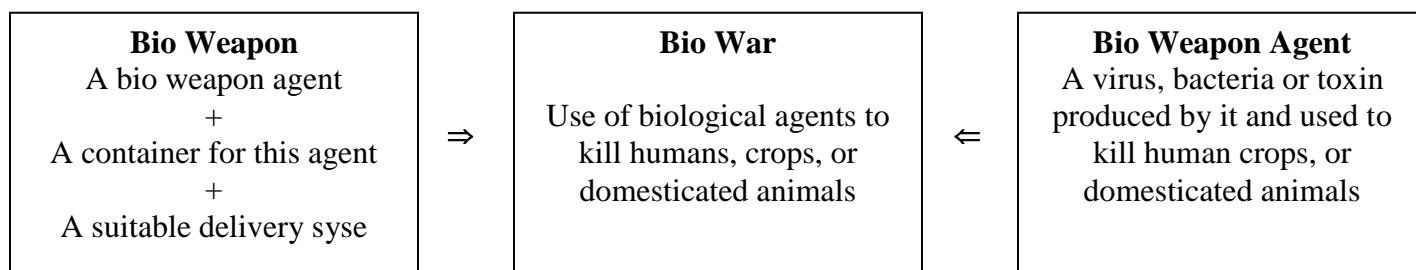 Bio Weapon
A bio weapon agent
+
A container for this agent
+
A suitable delivery syse
⇒
Bio War
Use of biological agents to
kill humans, crops, or
domesticated animals
⇐
Bio Weapon Agent
A virus, bacteria or toxin
produced by it and used to
kill human crops, or
domesticated animals